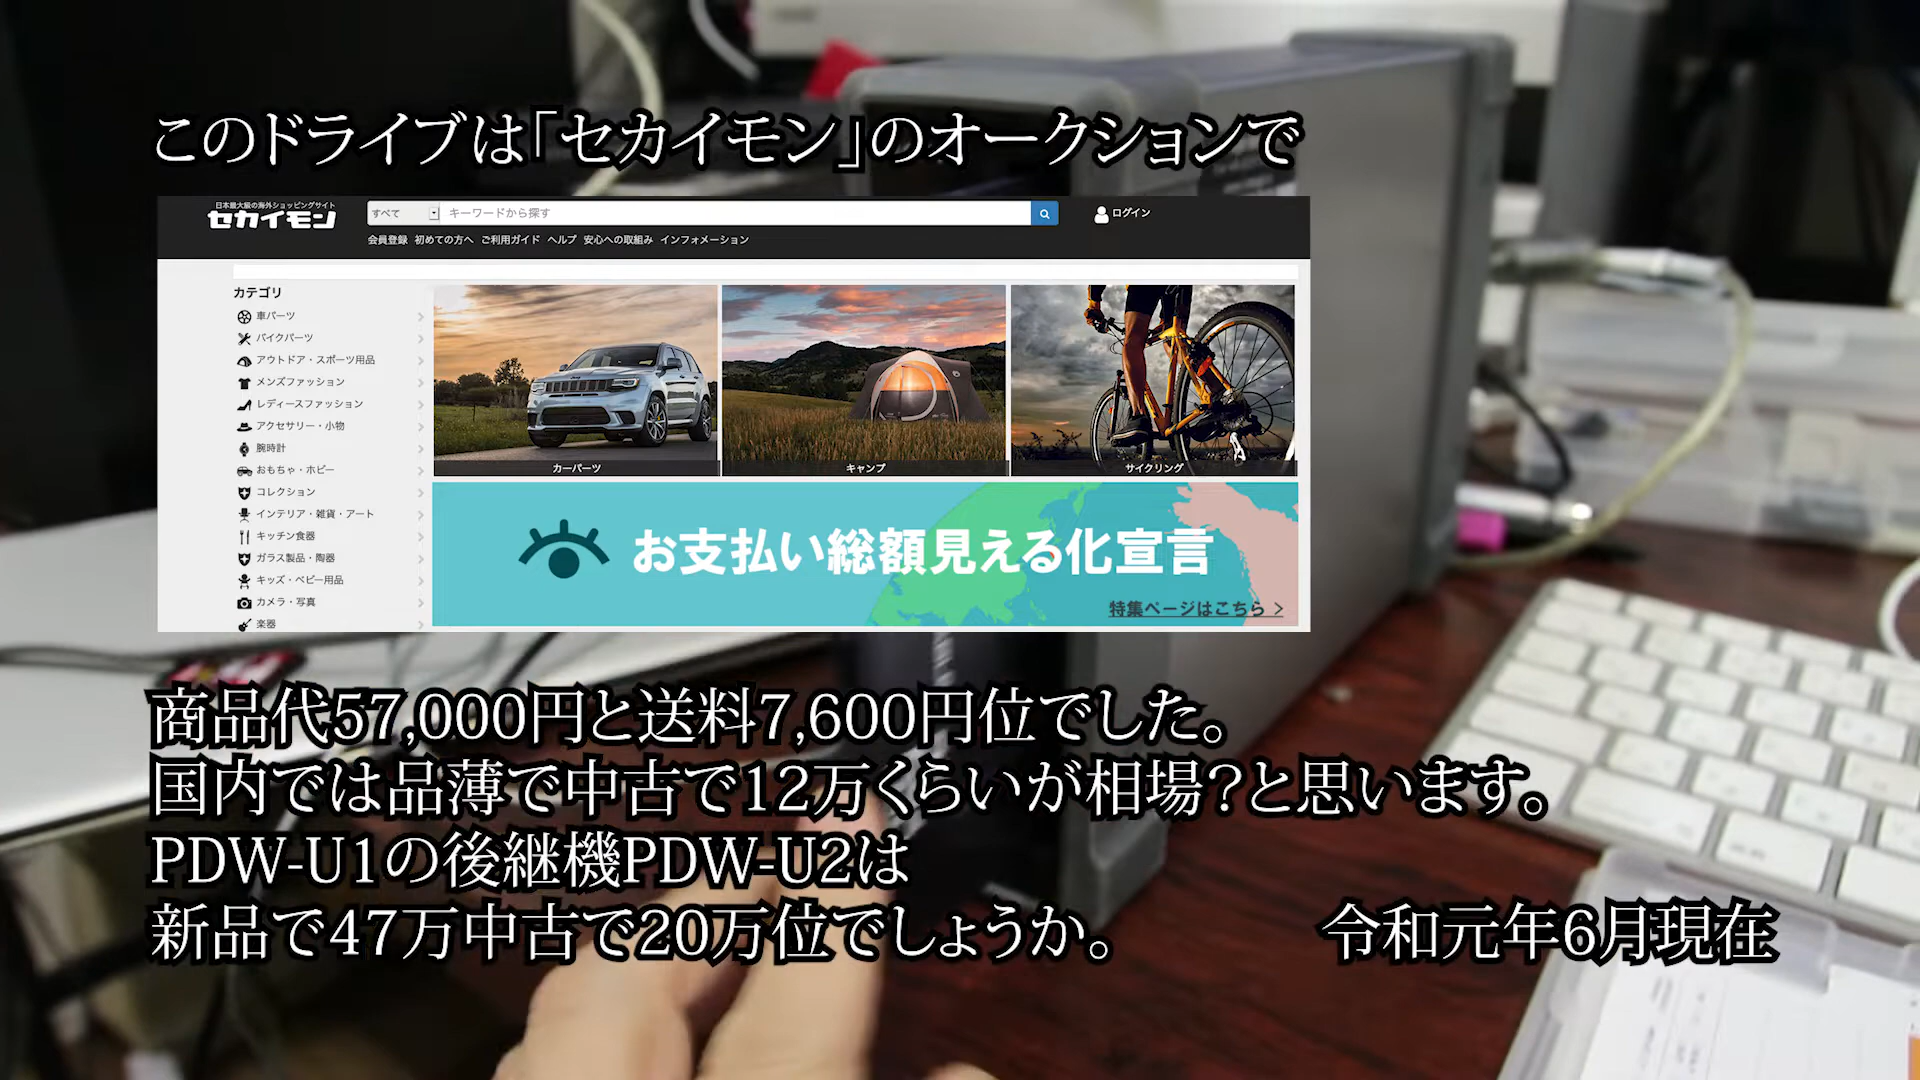 このドライブは「セカイモン」のオークションで
日本最大級の海外ショッピングサイト
セカイモン
すべて
キーワードから探す
ログイン
会員登録 初めての方へ ご利用ガイド ヘルプ 安心への取組み インフォメーション
カテゴリ
車パーツ
バイクパーツ
アウトドア・スポーツ用品
メンズファッション
レディースファッション
アクセサリー・小物
腕時計
おもちゃ・ホビー
コレクション
インテリア・雑貨・アート
キッチン食器
ガラス製品・陶器
キッズ・ベビー用品
カメラ・写真
楽器
カーパーツ
キャンプ
サイクリング
お支払い総額見える化宣言
特集ページはこちら
商品代57,000円と送料7,600円位でした。
国内では品薄で中古で12万くらいが相場?と思います。
PDW-U1の後継機PDW-U2は
新品で47万中古で20万位でしょうか。
令和元年6月現在